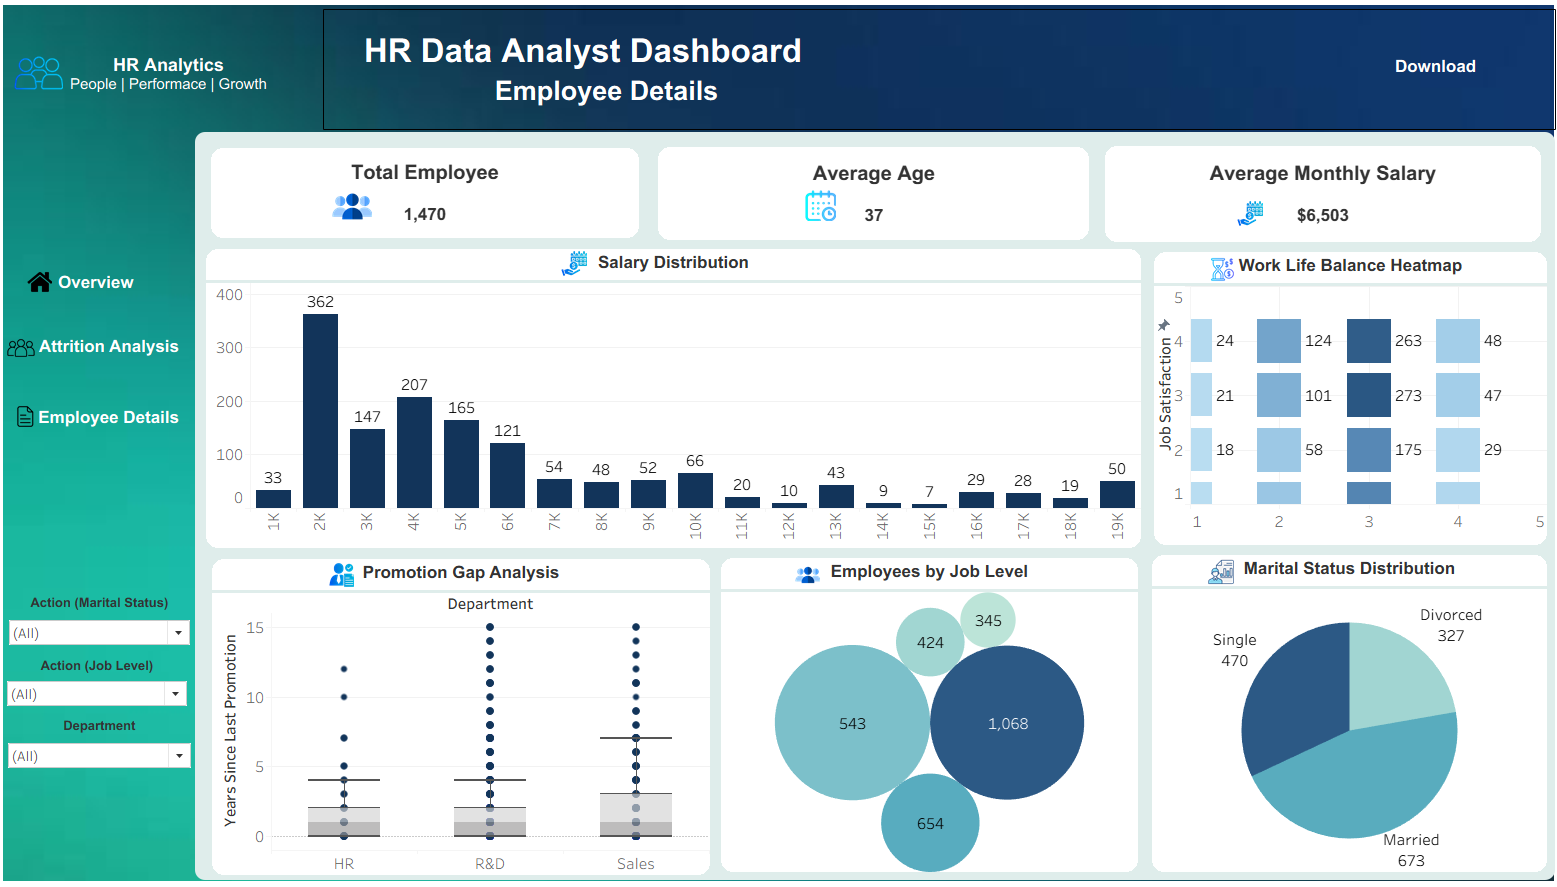 HR Analytics
People | Performace | Growth
HR Data Analyst Dashboard
Employee Details
Download
Overview
Attrition Analysis
Employee Details
Action (Marital Status)
(All)
Action (Job Level)
(All)
Department
(All)
Total Employee
1,470
Average Age
37
Average Monthly Salary
$6,503
Salary Distribution
400
300
200
100
0
33
362
147
207
165
121
54
48
52
66
20
10
43
9
7
29
28
19
50
1K
2K
3K
4K
5K
6K
7K
8K
9K
10K
11K
12K
13K
14K
15K
16K
17K
18K
19K
Work Life Balance Heatmap
Job Satisfaction
5
4 24 124 263 48
3 21 101 273 47
2 18 58 175 29
1
1 2 3 4 5
Promotion Gap Analysis
Department
Years Since Last Promotion
15
10
5
0
HR R&D Sales
Employees by Job Level
345
424
543
1,068
654
Marital Status Distribution
Divorced
327
Single
470
Married
673